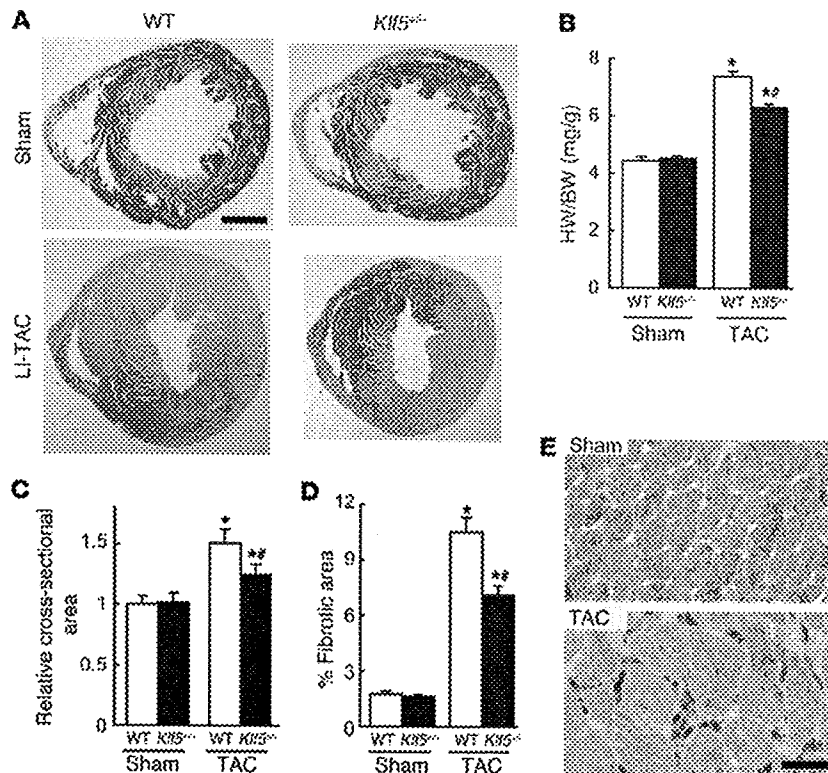 A
WT
Klf5+/-
Sham
LI-TAC
B
HW/BW (mg/g)
8
6
4
2
0
*
*#
WT Klf5+/-
WT Klf5+/-
Sham
TAC
C
Relative cross-sectional
area
1.5
1
0.5
0
*
*#
WT Klf5+/-
WT Klf5+/-
Sham
TAC
D
% Fibrotic area
12
9
6
3
0
*
*#
WT Klf5+/-
WT Klf5+/-
Sham
TAC
E
Sham
TAC